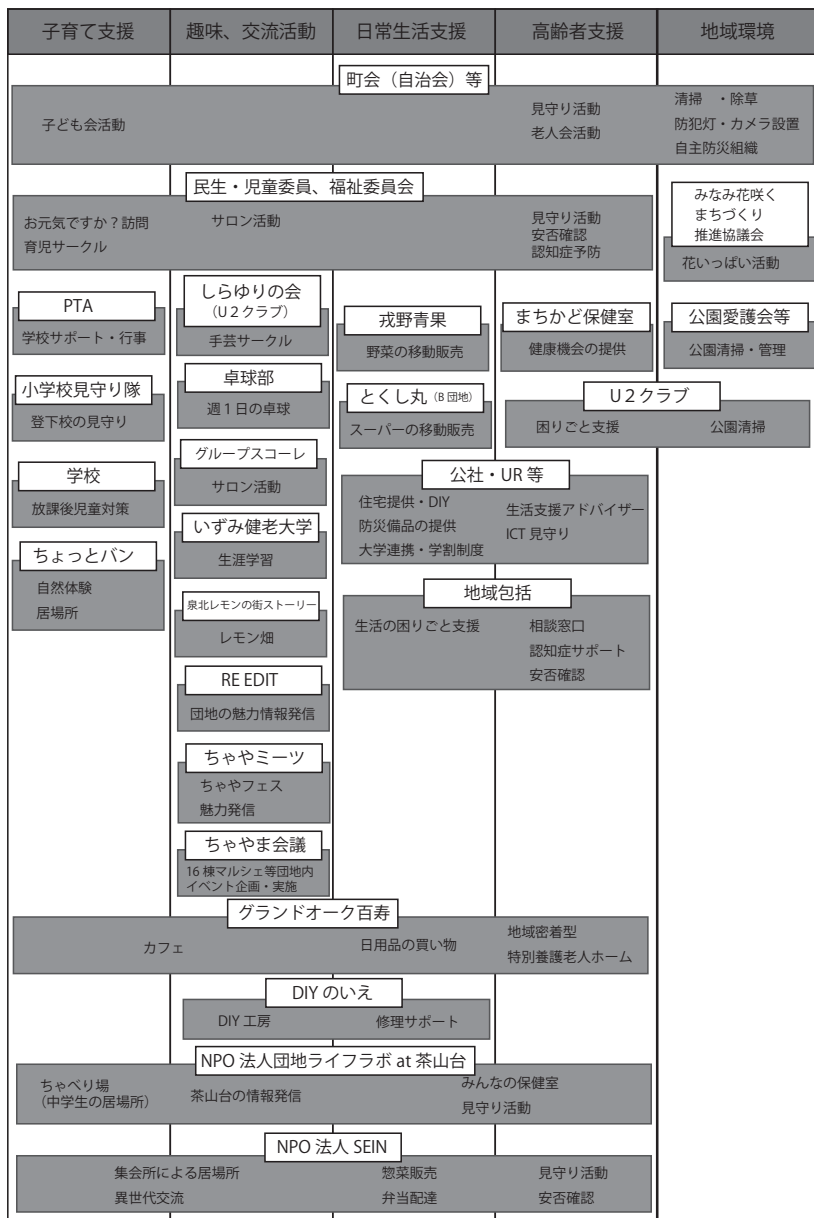 子育て支援
趣味、交流活動
日常生活支援
高齢者支援
地域環境
町会（自治会）等
子ども会活動
見守り活動
老人会活動
清掃　・除草
防犯灯・カメラ設置
自主防災組織
民生・児童委員、福祉委員会
お元気ですか？訪問
育児サークル
サロン活動
見守り活動
安否確認
認知症予防
みなみ花咲く
まちづくり
推進協議会
花いっぱい活動
PTA
学校サポート・行事
しらゆりの会
（U２クラブ）
手芸サークル
戎野青果
野菜の移動販売
まちかど保健室
健康機会の提供
公園愛護会等
公園清掃・管理
小学校見守り隊
登下校の見守り
卓球部
週１日の卓球
とくし丸（B 団地）
スーパーの移動販売
U２クラブ
困りごと支援
公園清掃
学校
放課後児童対策
グループスコーレ
サロン活動
公社・UR 等
住宅提供・DIY
防災備品の提供
大学連携・学割制度
生活支援アドバイザー
ICT 見守り
ちょっとバン
自然体験
居場所
いずみ健老大学
生涯学習
地域包括
生活の困りごと支援
相談窓口
認知症サポート
安否確認
泉北レモンの街ストーリー
レモン畑
RE EDIT
団地の魅力情報発信
ちゃやミーツ
ちゃやフェス
魅力発信
ちゃやま会議
16 棟マルシェ等団地内
イベント企画・実施
グランドオーク百寿
カフェ
日用品の買い物
地域密着型
特別養護老人ホーム
DIY のいえ
DIY 工房
修理サポート
NPO 法人団地ライフラボ at 茶山台
ちゃべり場
（中学生の居場所）
茶山台の情報発信
みんなの保健室
見守り活動
NPO 法人 SEIN
集会所による居場所
異世代交流
惣菜販売
弁当配達
見守り活動
安否確認